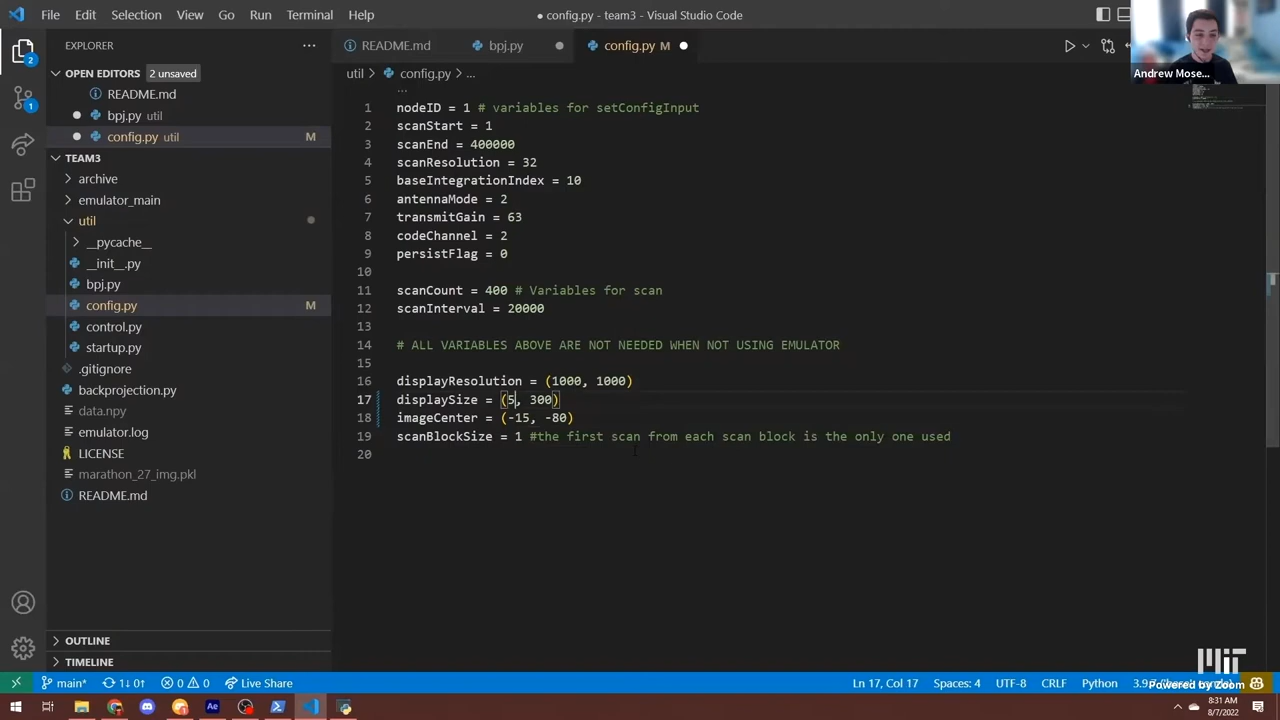 File Edit Selection View Go Run Terminal Help
● config.py - team3 - Visual Studio Code
EXPLORER
OPEN EDITORS 2 unsaved
README.md
bpj.py util
config.py util M
TEAM3
archive
emulator_main
util
__pycache__
__init__.py
bpj.py
config.py M
control.py
startup.py
.gitignore
backprojection.py
data.npy
emulator.log
LICENSE
marathon_27_img.pkl
README.md
OUTLINE
TIMELINE
README.md bpj.py config.py M
util > config.py > ...
1 nodeID = 1 # variables for setConfigInput
2 scanStart = 1
3 scanEnd = 400000
4 scanResolution = 32
5 baseIntegrationIndex = 10
6 antennaMode = 2
7 transmitGain = 63
8 codeChannel = 2
9 persistFlag = 0
10
11 scanCount = 400 # Variables for scan
12 scanInterval = 20000
13
14 # ALL VARIABLES ABOVE ARE NOT NEEDED WHEN NOT USING EMULATOR
15
16 displayResolution = (1000, 1000)
17 displaySize = (5, 300)
18 imageCenter = (-15, -80)
19 scanBlockSize = 1 #the first scan from each scan block is the only one used
20
Andrew Mose...
MIT
Powered by Zoom
main* 1↓ 0↑ 0 0 Live Share
Ln 17, Col 17 Spaces: 4 UTF-8 CRLF Python
8:31 AM
8/7/2022